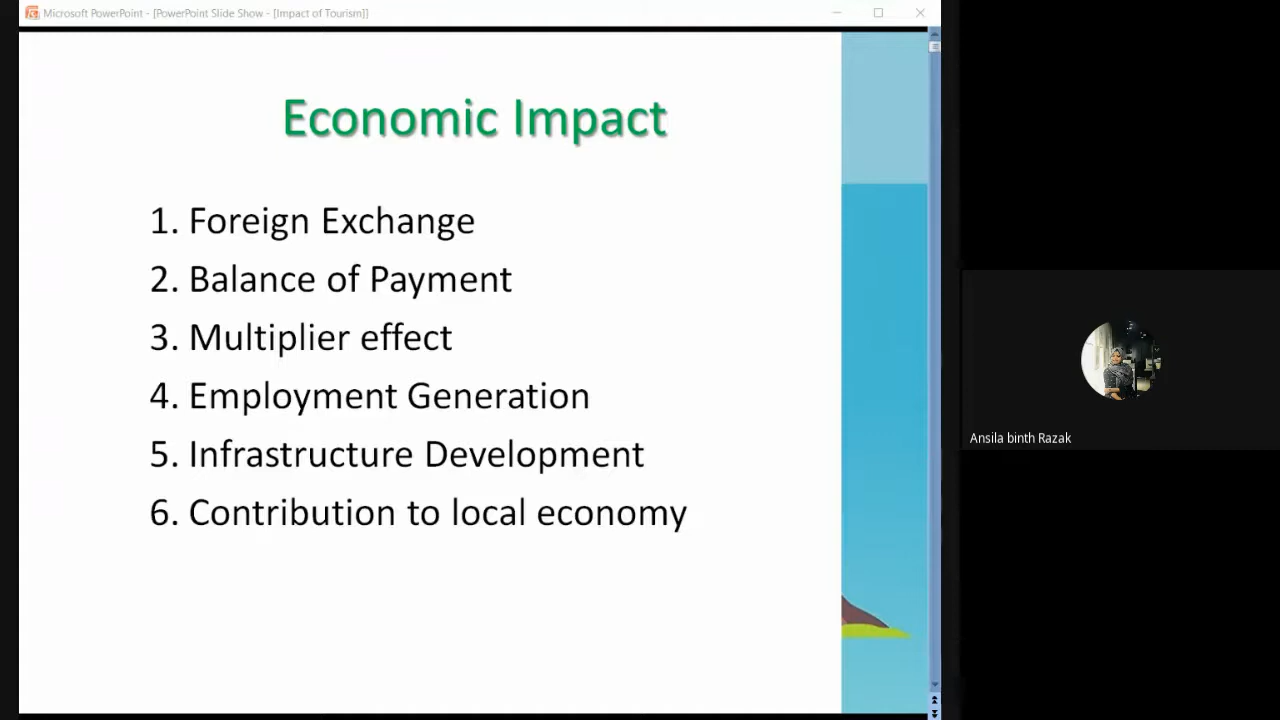 Microsoft PowerPoint - [PowerPoint Slide Show - [Impact of Tourism]]
Economic Impact
1. Foreign Exchange
2. Balance of Payment
3. Multiplier effect
4. Employment Generation
5. Infrastructure Development
6. Contribution to local economy
Ansila binth Razak